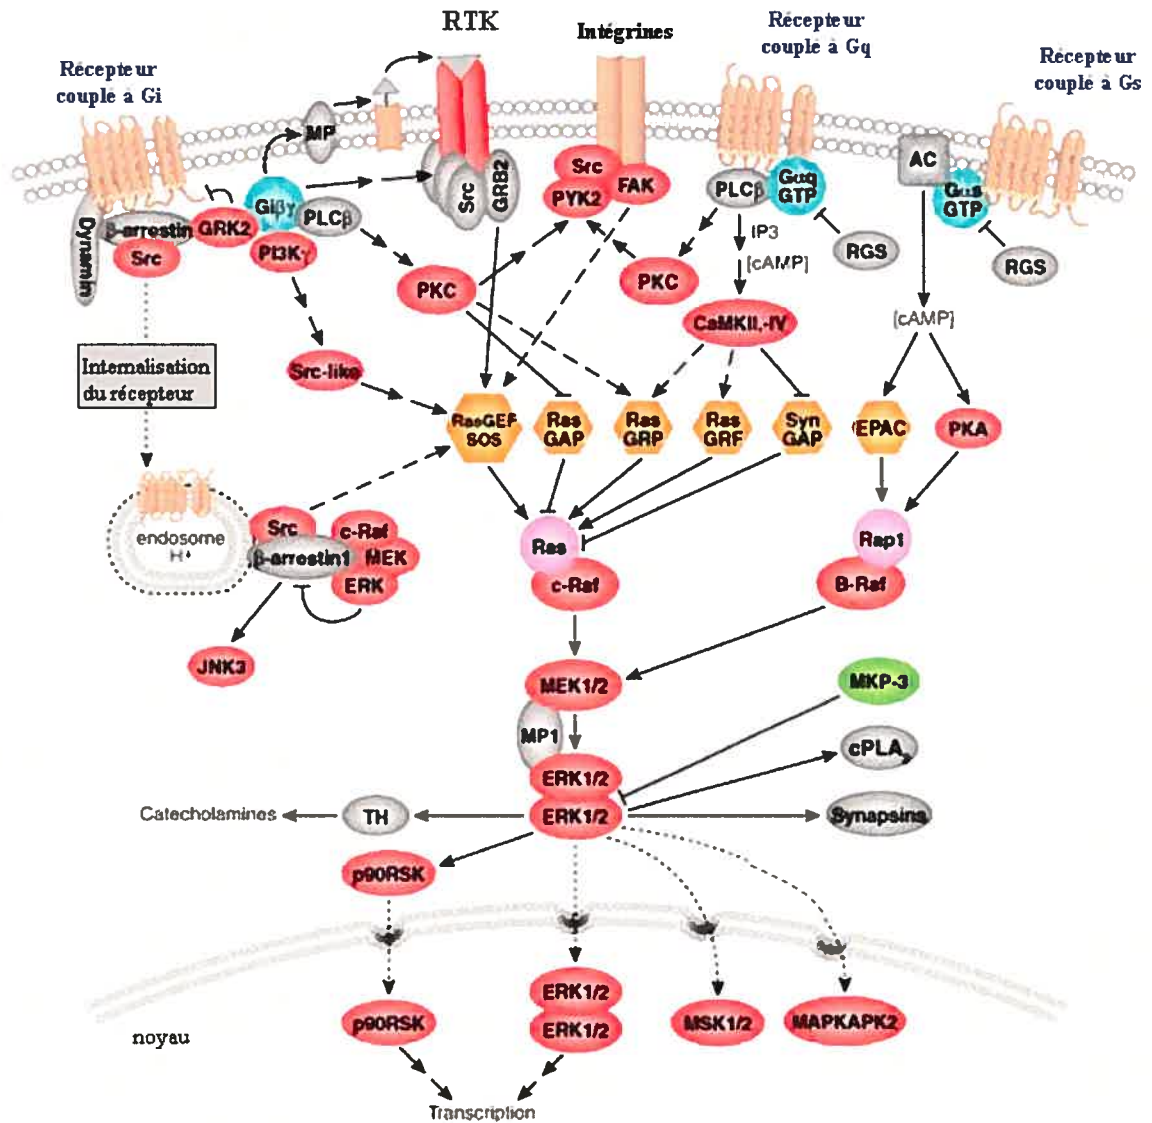 RTK
Intégrines
Récepteur
couplé à Gq
Récepteur
couplé à Gi
Récepteur
couplé à Gs
MP
AC
Src
PYK2
FAK
Src
GRB2
PLCβ
Gαq
GTP
Gαs
GTP
Giβγ
PLCβ
GRK2
β-arrestin
Dynamin
Src
PI3Kγ
IP3
[cAMP]
RGS
RGS
PKC
PKC
CaMKII,-IV
[cAMP]
Internalisation
du récepteur
Src-like
RasGEF
SOS
Ras
GAP
Ras
GRP
Ras
GRF
Syn
GAP
EPAC
PKA
endosome
H+
Src
β-arrestin1
c-Raf
MEK
ERK
Ras
c-Raf
Rap1
B-Raf
JNK3
MEK1/2
MKP-3
MP1
cPLA2
ERK1/2
ERK1/2
Catecholamines
TH
Synapsins
p90RSK
noyau
p90RSK
ERK1/2
ERK1/2
MSK1/2
MAPKAPK2
Transcription